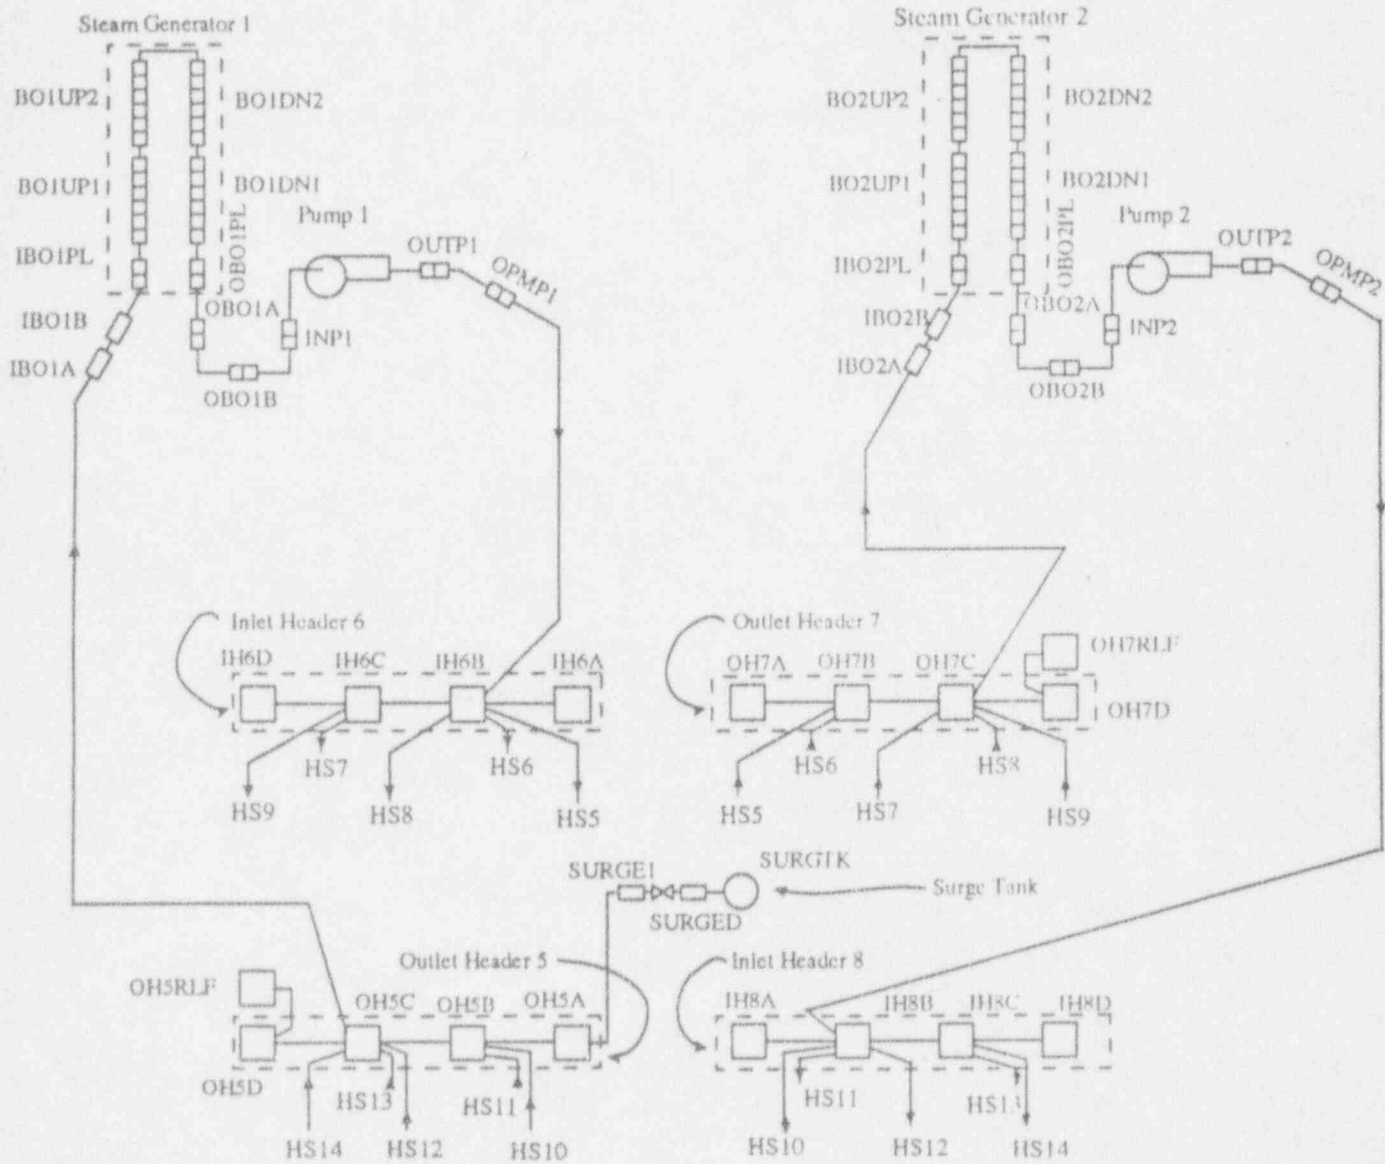 Steam Generator 1
Steam Generator 2
BO1UP2
BO1DN2
BO2UP2
BO2DN2
BO1UP1
BO1DN1
BO2UP1
BO2DN1
OBO1PL
Pump 1
OUTP1
OBO2PL
Pump 2
OUTP2
IBO1PL
OPMP1
IBO2PL
OPMP2
OBO1A
OBO2A
IBO1B
INP1
IBO2B
INP2
IBO1A
OBO1B
IBO2A
OBO2B
Inlet Header 6
Outlet Header 7
IH6D
IH6C
IH6B
IH6A
OH7A
OH7B
OH7C
OH7RLF
OH7D
HS7
HS6
HS6
HS8
HS9
HS8
HS5
HS5
HS7
HS9
SURGE1
SURGTK
Surge Tank
SURGED
Outlet Header 5
Inlet Header 8
OH5RLF
OH5C
OH5B
OH5A
IH8A
IH8B
IH8C
IH8D
OH5D
HS13
HS11
HS11
HS13
HS14
HS12
HS10
HS10
HS12
HS14